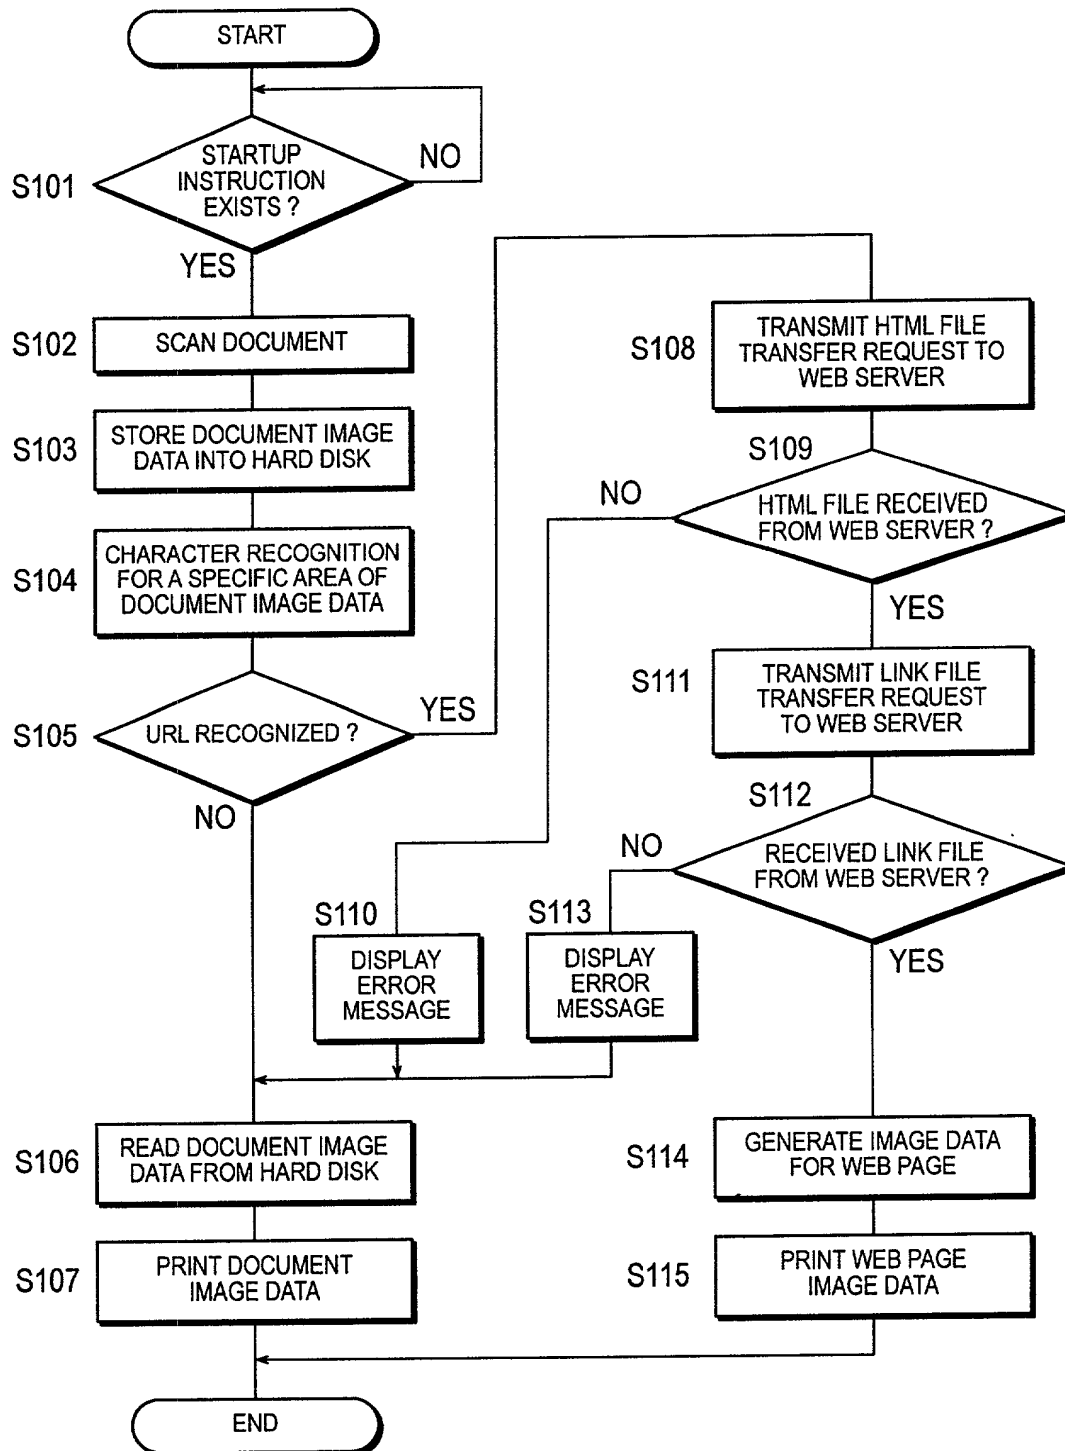 START
S101
STARTUP
INSTRUCTION
EXISTS ?
NO
YES
S102
SCAN DOCUMENT
S103
STORE DOCUMENT IMAGE
DATA INTO HARD DISK
S104
CHARACTER RECOGNITION
FOR A SPECIFIC AREA OF
DOCUMENT IMAGE DATA
S105
URL RECOGNIZED ?
YES
NO
S108
TRANSMIT HTML FILE
TRANSFER REQUEST TO
WEB SERVER
S109
HTML FILE RECEIVED
FROM WEB SERVER ?
NO
YES
S111
TRANSMIT LINK FILE
TRANSFER REQUEST
TO WEB SERVER
S112
RECEIVED LINK FILE
FROM WEB SERVER ?
NO
YES
S110
DISPLAY
ERROR
MESSAGE
S113
DISPLAY
ERROR
MESSAGE
S106
READ DOCUMENT IMAGE
DATA FROM HARD DISK
S107
PRINT DOCUMENT
IMAGE DATA
S114
GENERATE IMAGE DATA
FOR WEB PAGE
S115
PRINT WEB PAGE
IMAGE DATA
END